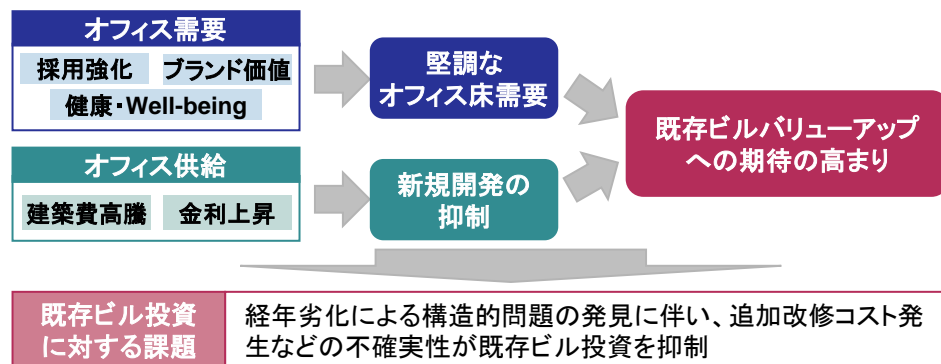 オフィス需要
採用強化 ブランド価値
健康・Well-being
堅調な
オフィス床需要
オフィス供給
建築費高騰 金利上昇
新規開発の
抑制
既存ビルバリューアップ
への期待の高まり
既存ビル投資
に対する課題
経年劣化による構造的問題の発見に伴い、追加改修コスト発
生などの不確実性が既存ビル投資を抑制